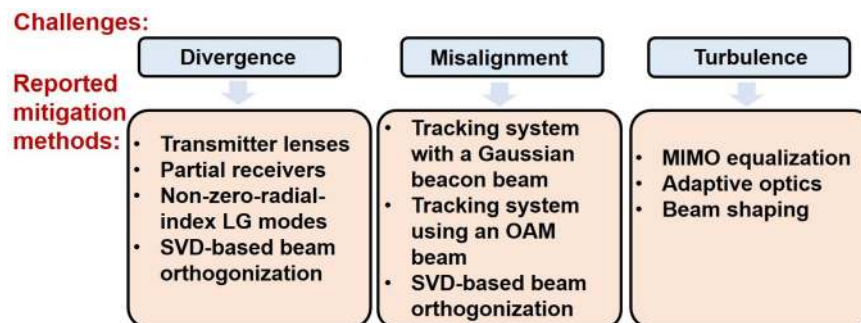 Challenges:
Divergence
Misalignment
Turbulence
Reported
mitigation
methods:
• Transmitter lenses
• Partial receivers
• Non-zero-radial-
index LG modes
• SVD-based beam
orthogonization
• Tracking system
with a Gaussian
beacon beam
• Tracking system
using an OAM
beam
• SVD-based beam
orthogonization
• MIMO equalization
• Adaptive optics
• Beam shaping